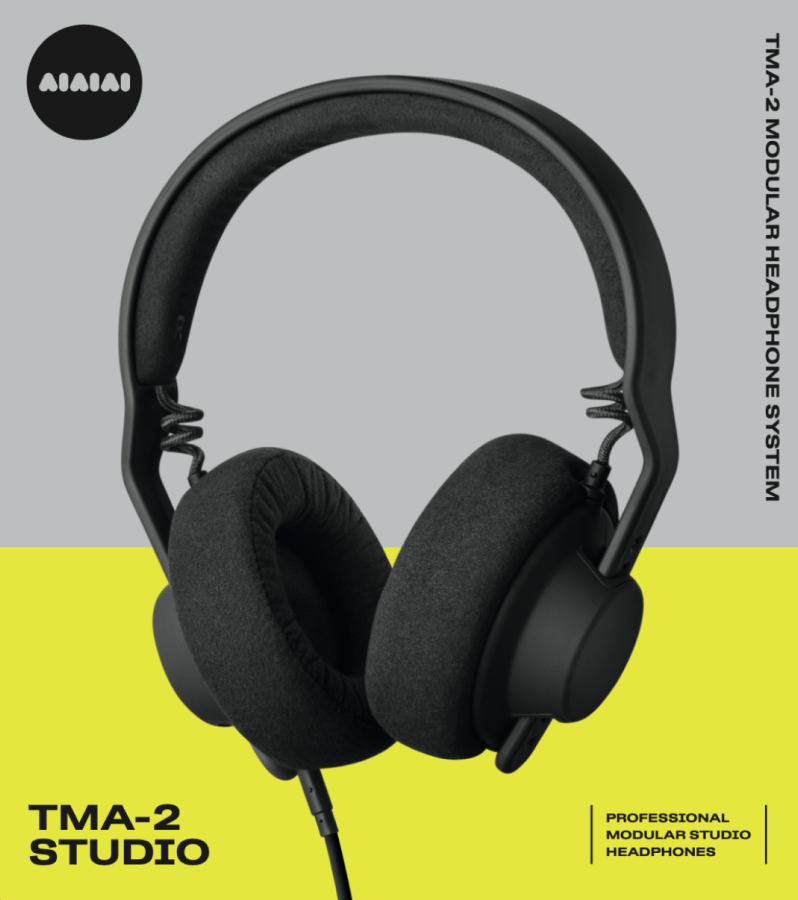 AIAIAI
TMA-2 MODULAR HEADPHONE SYSTEM
TMA-2
STUDIO
PROFESSIONAL
MODULAR STUDIO
HEADPHONES